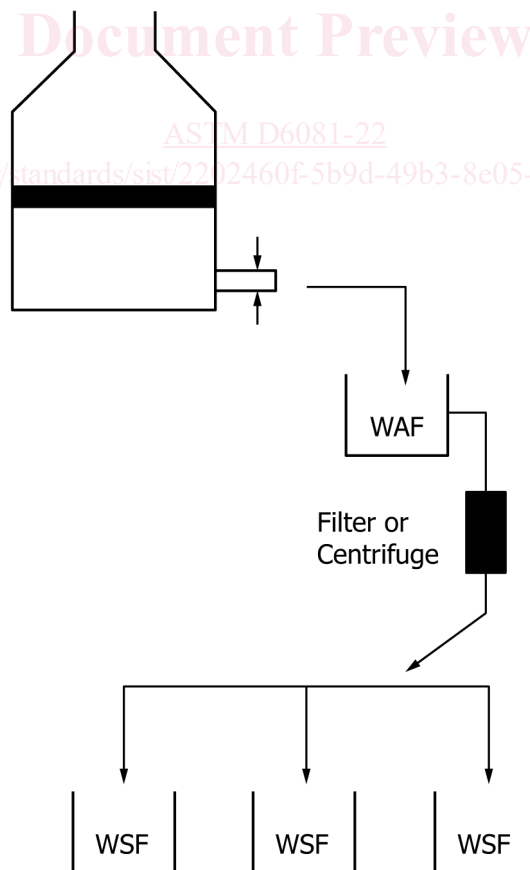 Document Preview
ASTM D6081-22
/standards/sist/2202460f-5b9d-49b3-8e05-
WAF
Filter or
Centrifuge
WSF WSF WSF